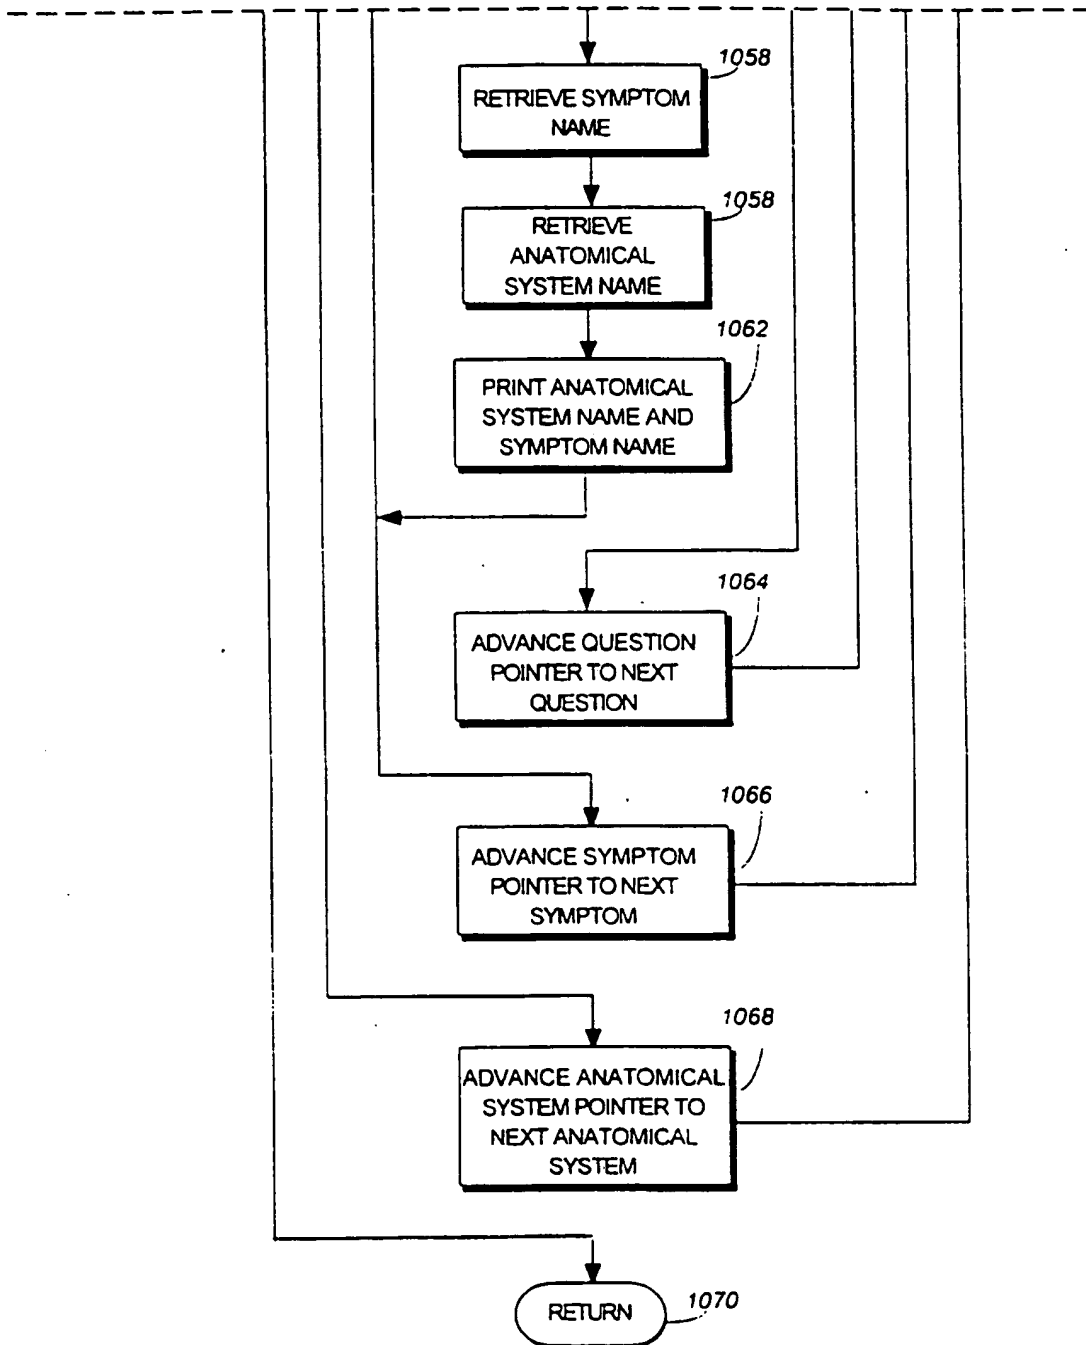 1058
RETRIEVE SYMPTOM
NAME
1058
RETRIEVE
ANATOMICAL
SYSTEM NAME
1062
PRINT ANATOMICAL
SYSTEM NAME AND
SYMPTOM NAME
1064
ADVANCE QUESTION
POINTER TO NEXT
QUESTION
1066
ADVANCE SYMPTOM
POINTER TO NEXT
SYMPTOM
1068
ADVANCE ANATOMICAL
SYSTEM POINTER TO
NEXT ANATOMICAL
SYSTEM
RETURN
1070